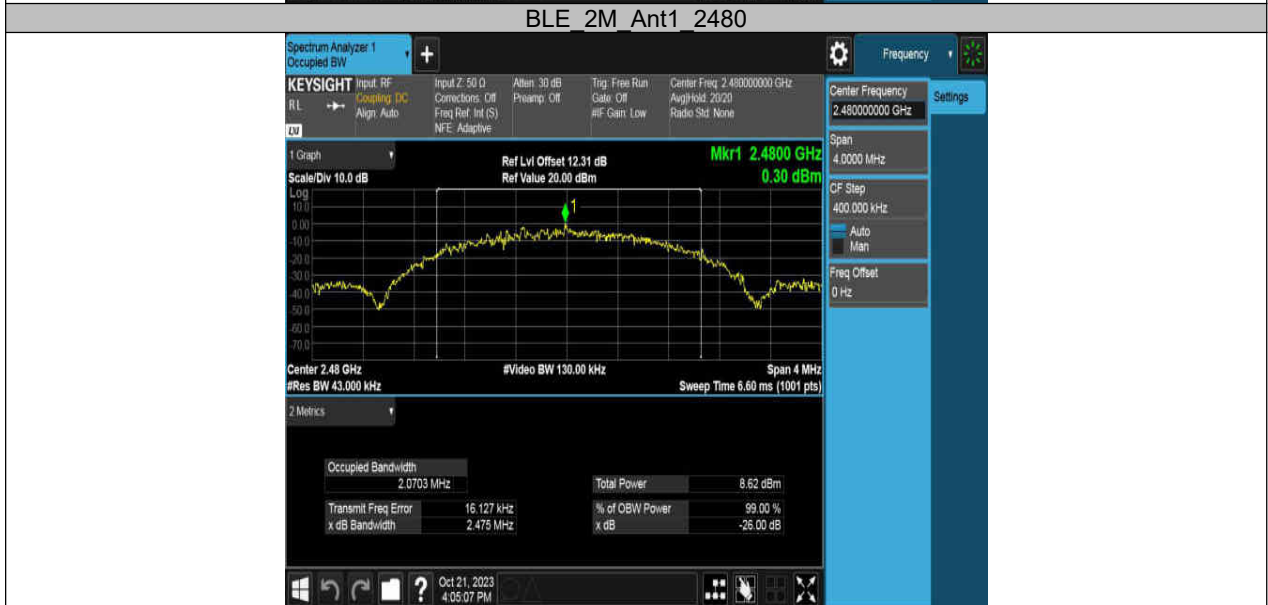 BLE_2M_Ant1_2480
Spectrum Analyzer 1
Occupied BW
+
Frequency
KEYSIGHT
RL
LXI
Input: RF
Coupling: DC
Align: Auto
Input Z: 50 Ω
Corrections: Off
Freq Ref: Int (S)
NFE: Adaptive
Atten: 30 dB
Preamp: Off
Trig: Free Run
Gate: Off
#IF Gain: Low
Center Freq: 2.480000000 GHz
Avg|Hold: 20/20
Radio Std: None
Center Frequency
2.480000000 GHz
Settings
Span
4.0000 MHz
CF Step
400.000 kHz
Auto
Man
Freq Offset
0 Hz
1 Graph
Scale/Div 10.0 dB
Ref Lvl Offset 12.31 dB
Ref Value 20.00 dBm
Mkr1 2.4800 GHz
0.30 dBm
Log
10.0
0.00
-10.0
-20.0
-30.0
-40.0
-50.0
-60.0
-70.0
1
Center 2.48 GHz
#Video BW 130.00 kHz
Span 4 MHz
#Res BW 43.000 kHz
Sweep Time 6.60 ms (1001 pts)
2 Metrics
Occupied Bandwidth
2.0703 MHz
Total Power 8.62 dBm
Transmit Freq Error 16.127 kHz
% of OBW Power 99.00 %
x dB Bandwidth 2.475 MHz
x dB -26.00 dB
?
Oct 21, 2023
4:05:07 PM